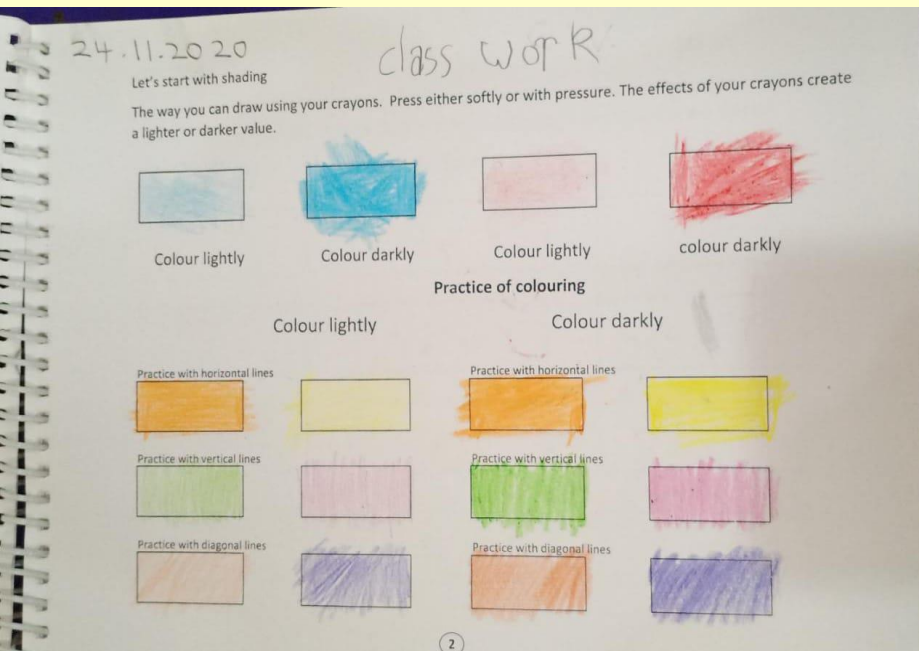 24.11.2020 class work
Let's start with shading
The way you can draw using your crayons. Press either softly or with pressure. The effects of your crayons create
a lighter or darker value.
Colour lightly Colour darkly Colour lightly colour darkly
Practice of colouring
Colour lightly Colour darkly
Practice with horizontal lines Practice with horizontal lines
Practice with vertical lines Practice with vertical lines
Practice with diagonal lines Practice with diagonal lines
2